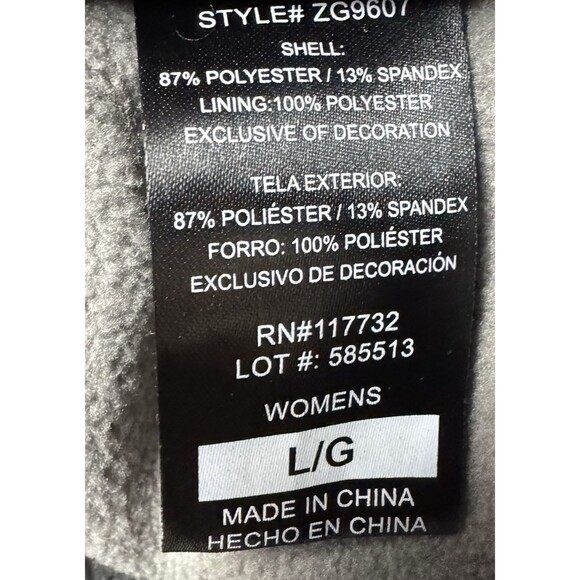 STYLE# ZG9607
SHELL:
87% POLYESTER / 13% SPANDEX
LINING:100% POLYESTER
EXCLUSIVE OF DECORATION
TELA EXTERIOR:
87% POLIÉSTER / 13% SPANDEX
FORRO: 100% POLIÉSTER
EXCLUSIVO DE DECORACIÓN
RN#117732
LOT #: 585513
WOMENS
L/G
MADE IN CHINA
HECHO EN CHINA